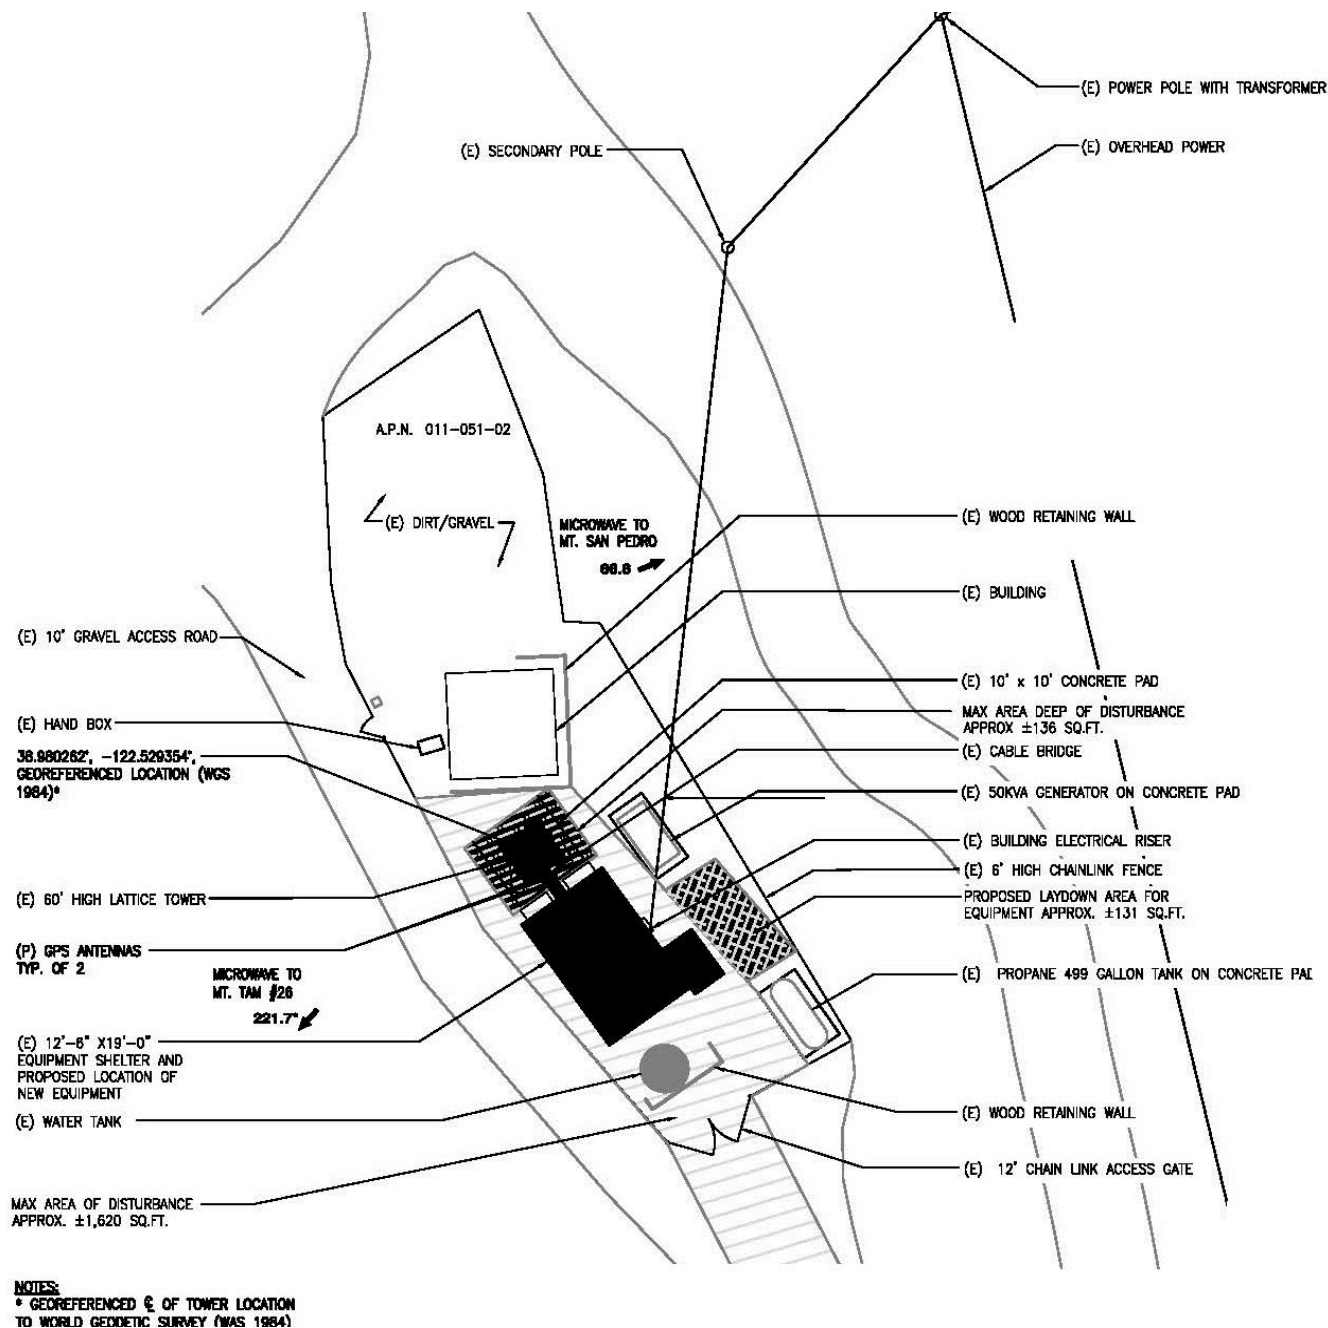 (E) POWER POLE WITH TRANSFORMER
(E) SECONDARY POLE
(E) OVERHEAD POWER
A.P.N. 011-051-02
(E) DIRT/GRAVEL
MICROWAVE TO
MT. SAN PEDRO
66.6
(E) WOOD RETAINING WALL
(E) BUILDING
(E) 10' GRAVEL ACCESS ROAD
(E) 10' x 10' CONCRETE PAD
MAX AREA DEEP OF DISTURBANCE
APPROX ±136 SQ.FT.
(E) HAND BOX
(E) CABLE BRIDGE
38.980262°, -122.529354°,
GEOREFERENCED LOCATION (WGS
1984)*
(E) 50KVA GENERATOR ON CONCRETE PAD
(E) BUILDING ELECTRICAL RISER
(E) 6' HIGH CHAINLINK FENCE
(E) 60' HIGH LATTICE TOWER
PROPOSED LAYDOWN AREA FOR
EQUIPMENT APPROX. ±131 SQ.FT.
(P) GPS ANTENNAS
TYP. OF 2
MICROWAVE TO
MT. TAM #26
221.7°
(E) PROPANE 499 GALLON TANK ON CONCRETE PAD
(E) 12'-6" X19'-0"
EQUIPMENT SHELTER AND
PROPOSED LOCATION OF
NEW EQUIPMENT
(E) WATER TANK
(E) WOOD RETAINING WALL
(E) 12' CHAIN LINK ACCESS GATE
MAX AREA OF DISTURBANCE
APPROX. ±1,620 SQ.FT.
NOTES:
* GEOREFERENCED ℄ OF TOWER LOCATION
TO WORLD GEODETIC SURVEY (WAS 1984)